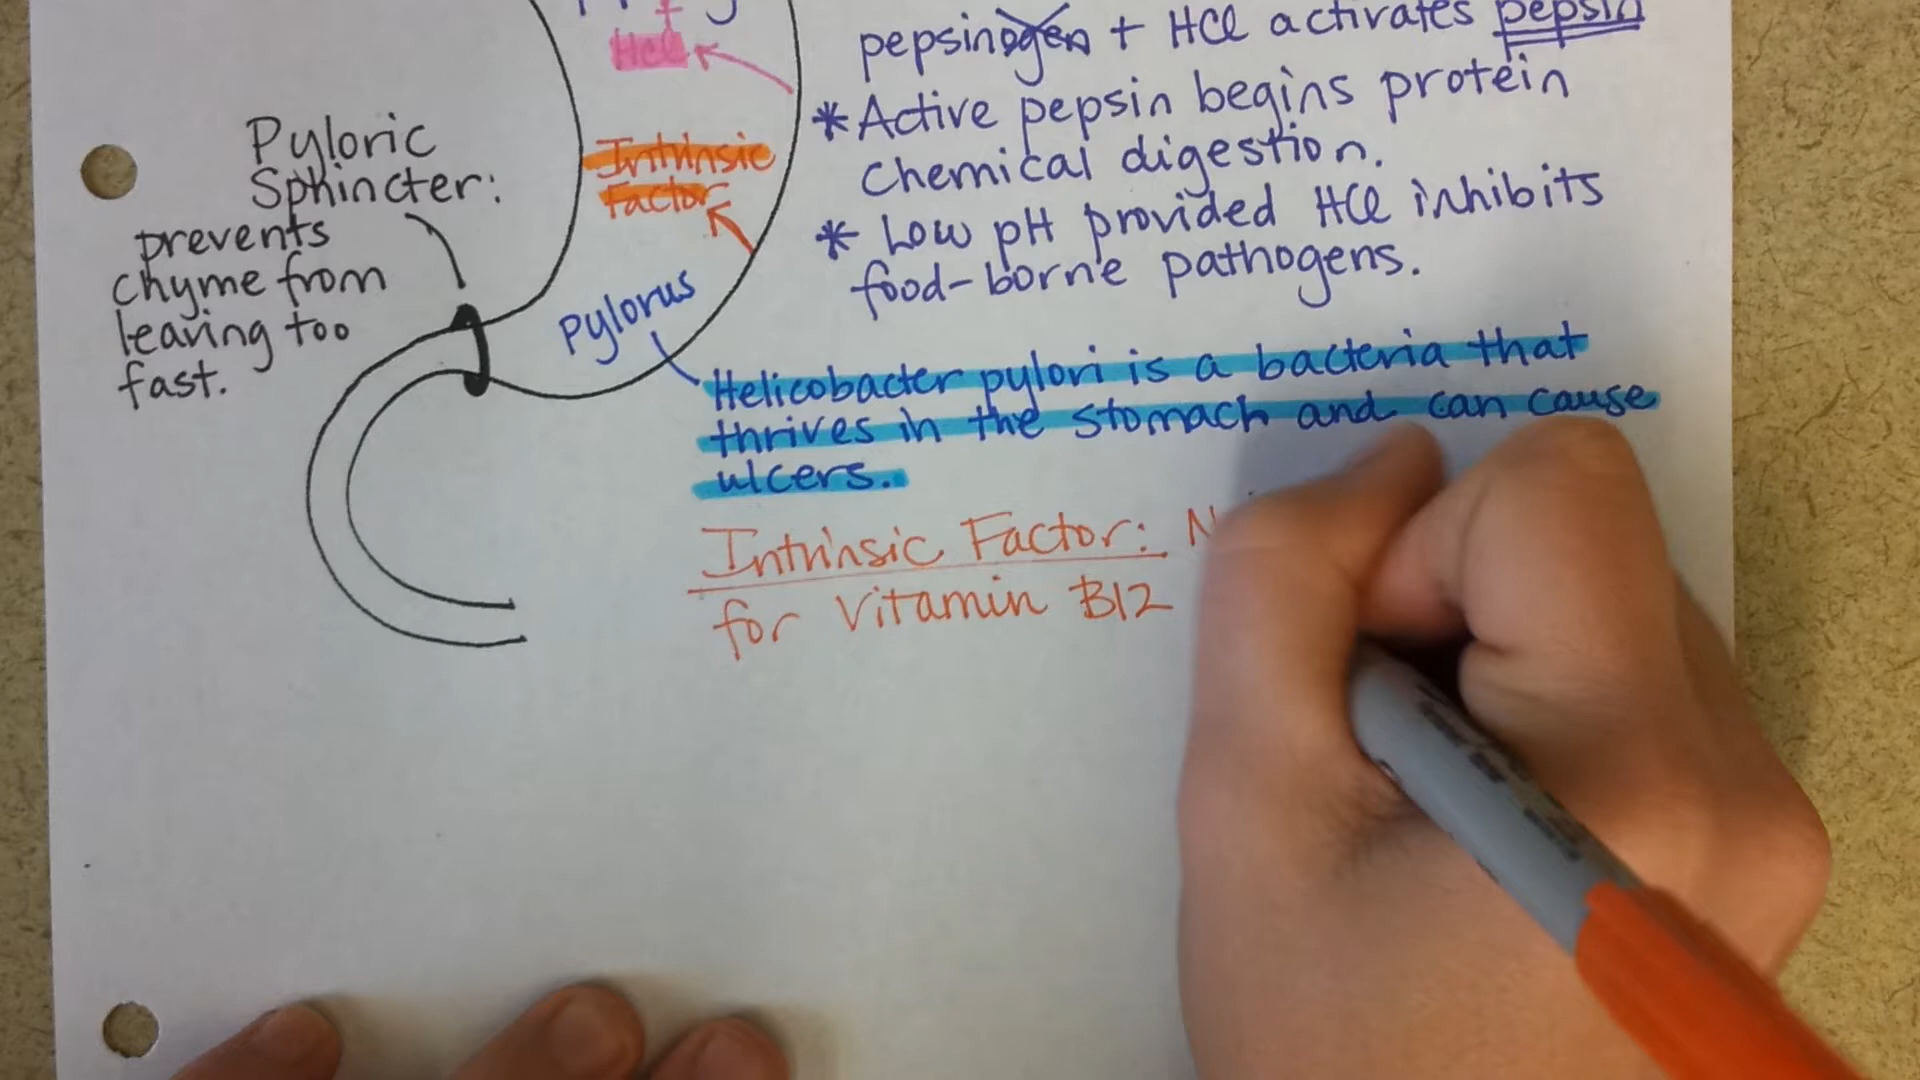 HCl
Intrinsic
Factor
Pylorus
Pyloric
Sphincter:
prevents
chyme from
leaving too
fast.
pepsinogen + HCl activates pepsin
*Active pepsin begins protein
chemical digestion.
* Low pH provided HCl inhibits
food-borne pathogens.
Helicobacter pylori is a bacteria that
thrives in the stomach and can cause
ulcers.
Intrinsic Factor:
for Vitamin B12